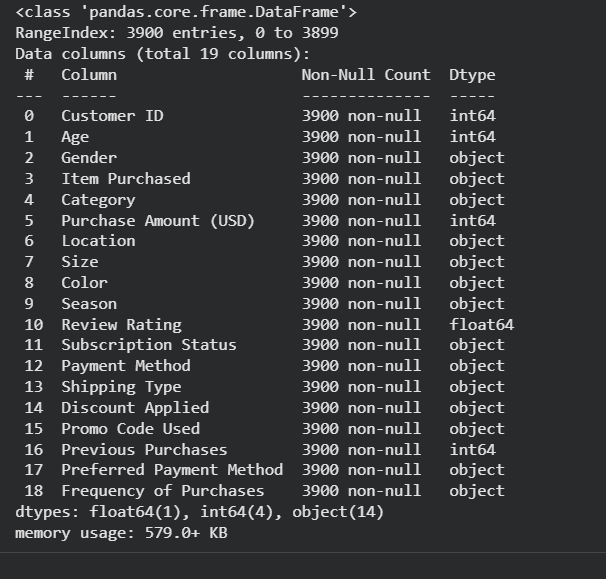 <class 'pandas.core.frame.DataFrame'>
RangeIndex: 3900 entries, 0 to 3899
Data columns (total 19 columns):
 #   Column                     Non-Null Count  Dtype
---  ------                     --------------  -----
 0   Customer ID                3900 non-null   int64
 1   Age                        3900 non-null   int64
 2   Gender                     3900 non-null   object
 3   Item Purchased             3900 non-null   object
 4   Category                   3900 non-null   object
 5   Purchase Amount (USD)      3900 non-null   int64
 6   Location                   3900 non-null   object
 7   Size                       3900 non-null   object
 8   Color                      3900 non-null   object
 9   Season                     3900 non-null   object
 10  Review Rating              3900 non-null   float64
 11  Subscription Status        3900 non-null   object
 12  Payment Method             3900 non-null   object
 13  Shipping Type              3900 non-null   object
 14  Discount Applied           3900 non-null   object
 15  Promo Code Used            3900 non-null   object
 16  Previous Purchases         3900 non-null   int64
 17  Preferred Payment Method   3900 non-null   object
 18  Frequency of Purchases     3900 non-null   object
dtypes: float64(1), int64(4), object(14)
memory usage: 579.0+ KB